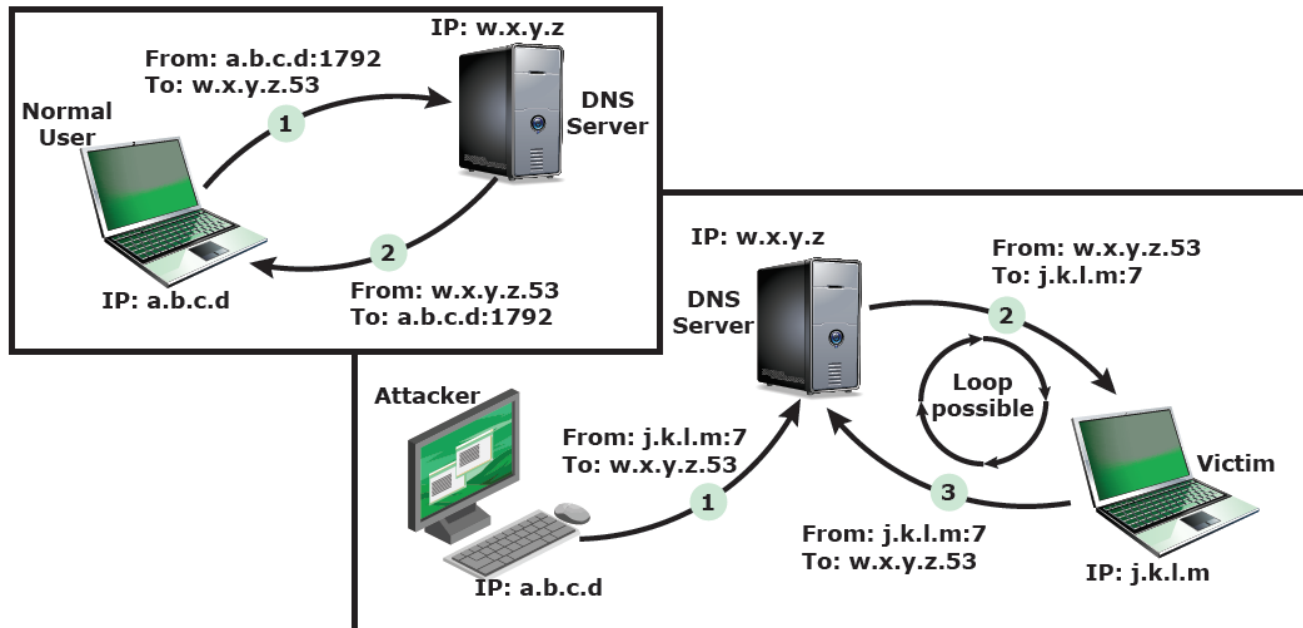 IP: w.x.y.z
From: a.b.c.d:1792
To: w.x.y.z.53
Normal
User
1
DNS
Server
2
IP: a.b.c.d
From: w.x.y.z.53
To: a.b.c.d:1792
IP: w.x.y.z
From: w.x.y.z.53
To: j.k.l.m:7
DNS
Server
2
Loop
possible
Attacker
From: j.k.l.m:7
To: w.x.y.z.53
1
Victim
3
From: j.k.l.m:7
To: w.x.y.z.53
IP: a.b.c.d
IP: j.k.l.m